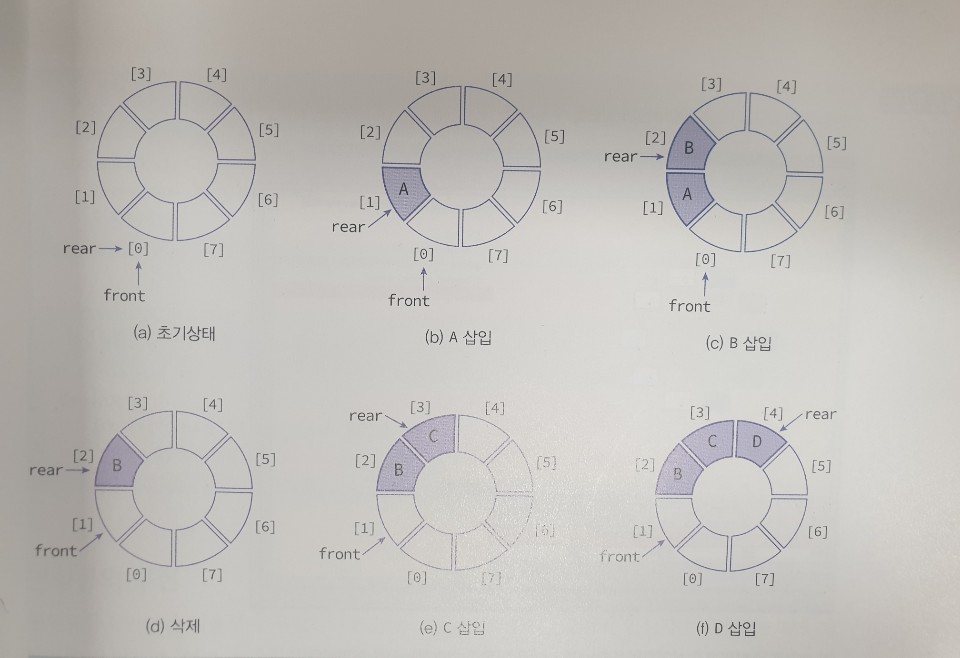 [3] [4]
[2] [5]
[1] [6]
rear [0] [7]
front
(a) 초기상태
[3] [4]
[2] [5]
A
[1] [6]
rear
[0] [7]
front
(b) A 삽입
[3] [4]
[2] B [5]
rear
A
[1] [6]
[0] [7]
front
(c) B 삽입
[3] [4]
[2] B [5]
rear
[1] [6]
front
[0] [7]
(d) 삭제
rear [3] [4]
C
[2] B [5]
[1] [6]
front
[0] [7]
(e) C 삽입
[3] [4] rear
C D
[2] B [5]
[1] [6]
front
[0] [7]
(f) D 삽입